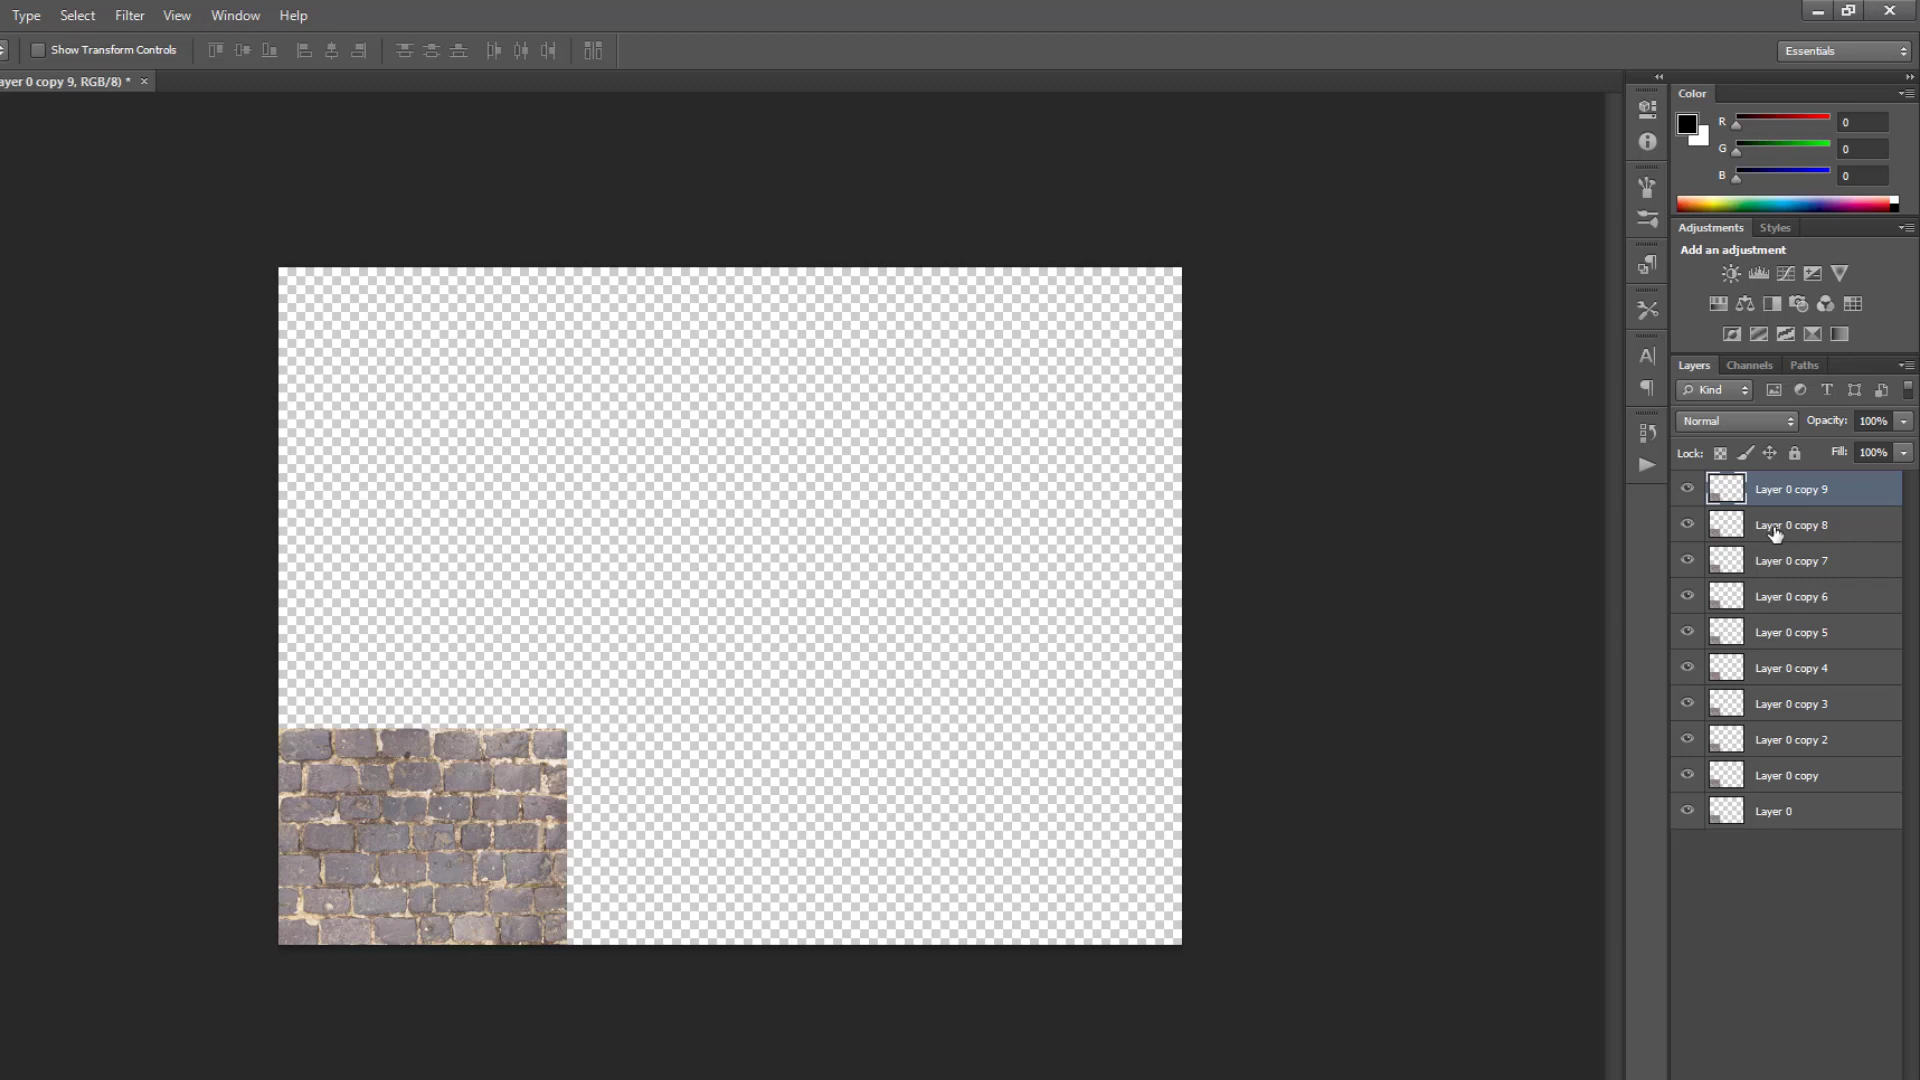 Type Select Filter View Window Help
Show Transform Controls
Essentials
ayer 0 copy 9, RGB/8) *
Color
R 0
G 0
B 0
Adjustments Styles
Add an adjustment
Layers Channels Paths
Kind
Normal Opacity: 100%
Lock: Fill: 100%
Layer 0 copy 9
Layer 0 copy 8
Layer 0 copy 7
Layer 0 copy 6
Layer 0 copy 5
Layer 0 copy 4
Layer 0 copy 3
Layer 0 copy 2
Layer 0 copy
Layer 0